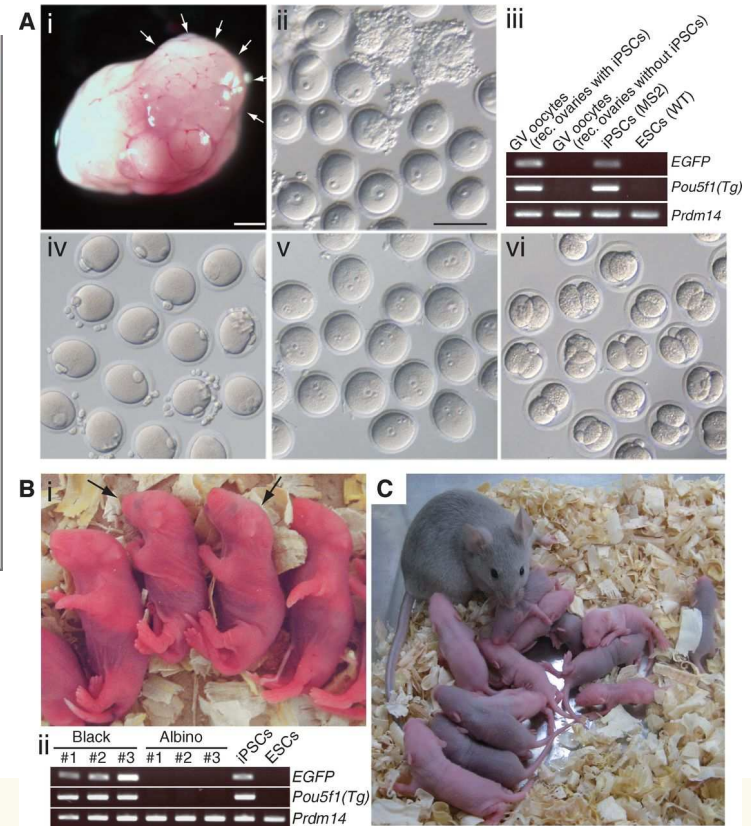 A
i
ii
iii
GV oocytes
(rec. ovaries with iPSCs)
GV oocytes
(rec. ovaries without iPSCs)
iPSCs (MS2)
ESCs (WT)
EGFP
Pou5f1(Tg)
Prdm14
iv
v
vi
B
i
C
ii
Black
Albino
iPSCs
ESCs
#1 #2 #3 #1 #2 #3
EGFP
Pou5f1(Tg)
Prdm14